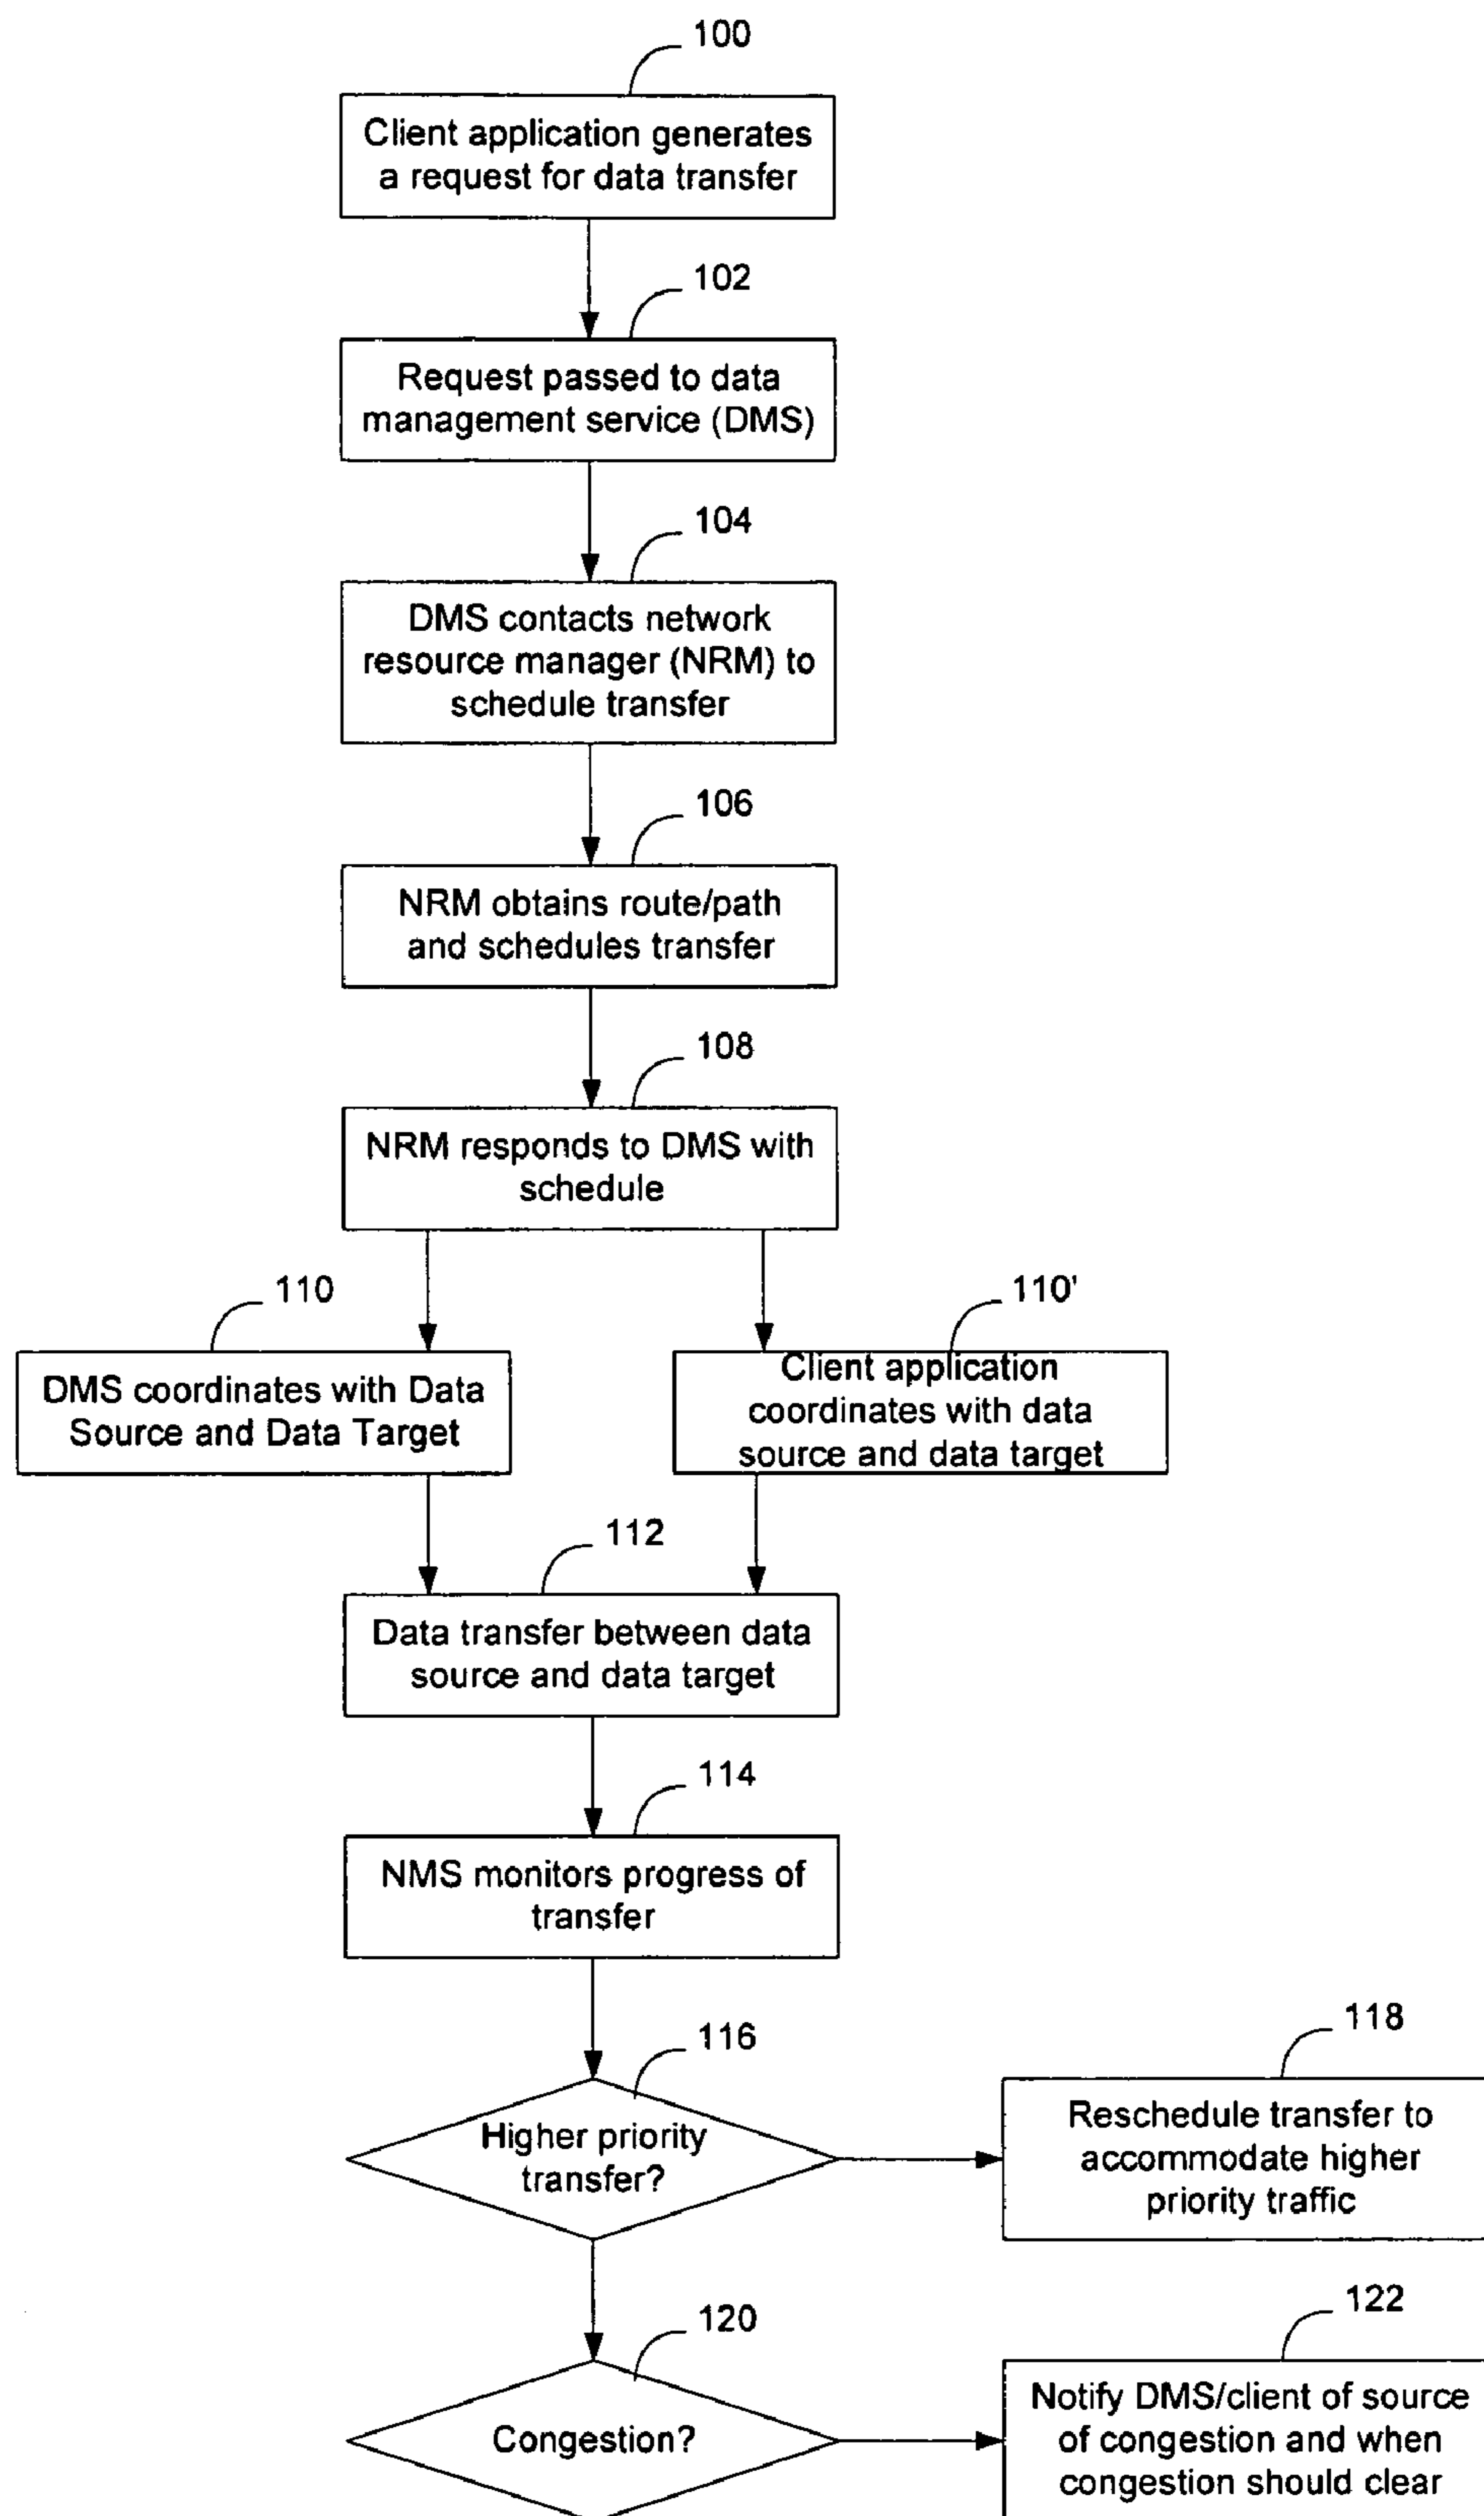 100
Client application generates
a request for data transfer
102
Request passed to data
management service (DMS)
104
DMS contacts network
resource manager (NRM) to
schedule transfer
106
NRM obtains route/path
and schedules transfer
108
NRM responds to DMS with
schedule
110
DMS coordinates with Data
Source and Data Target
110'
Client application
coordinates with data
source and data target
112
Data transfer between data
source and data target
114
NMS monitors progress of
transfer
116
Higher priority
transfer?
118
Reschedule transfer to
accommodate higher
priority traffic
120
Congestion?
122
Notify DMS/client of source
of congestion and when
congestion should clear